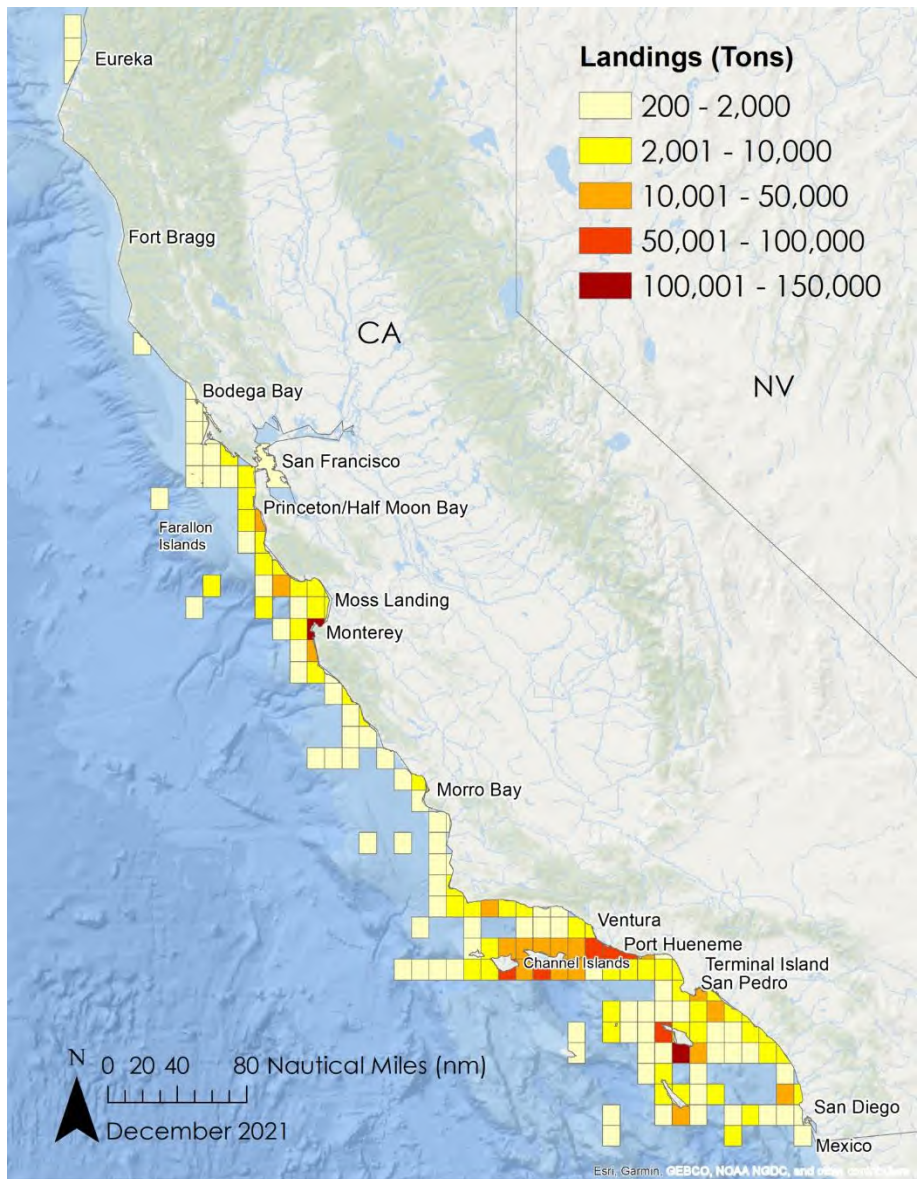 Landings (Tons)
200 - 2,000
2,001 - 10,000
10,001 - 50,000
50,001 - 100,000
100,001 - 150,000
Eureka
Fort Bragg
CA
NV
Bodega Bay
San Francisco
Princeton/Half Moon Bay
Farallon
Islands
Moss Landing
Monterey
Morro Bay
Ventura
Port Hueneme
Channel Islands
Terminal Island
San Pedro
San Diego
Mexico
N
0 20 40 80 Nautical Miles (nm)
December 2021
Esri, Garmin, GEBCO, NOAA NGDC, and other contributors